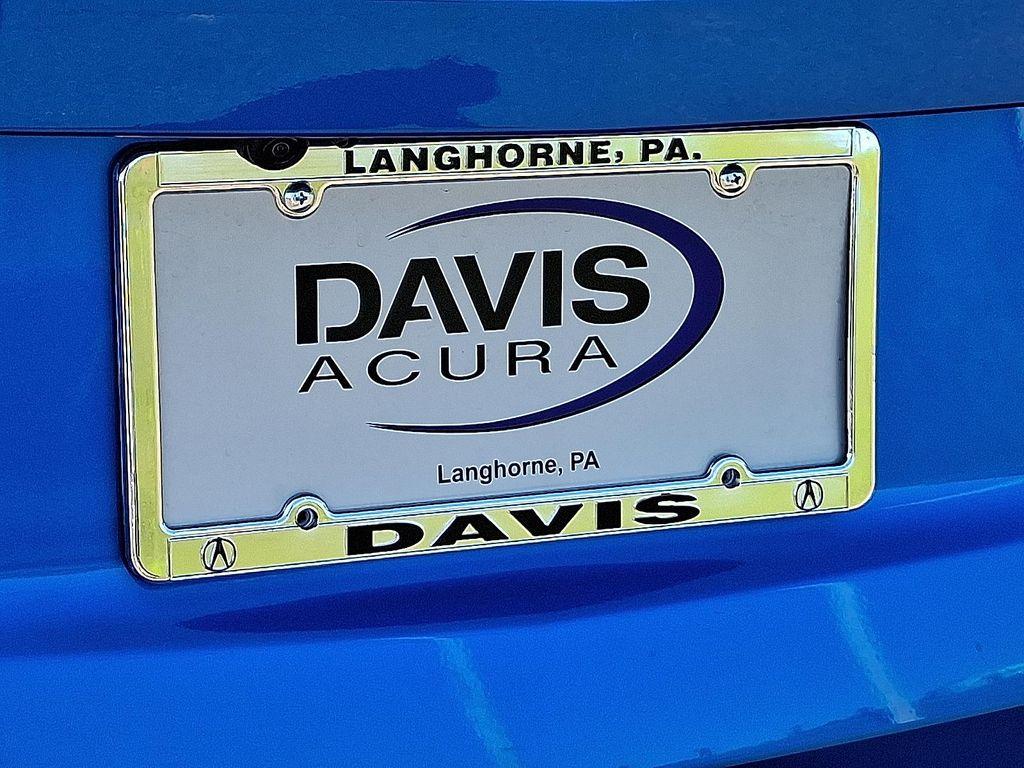 LANGHORNE, PA.
DAVIS
ACURA
Langhorne, PA
DAVIS